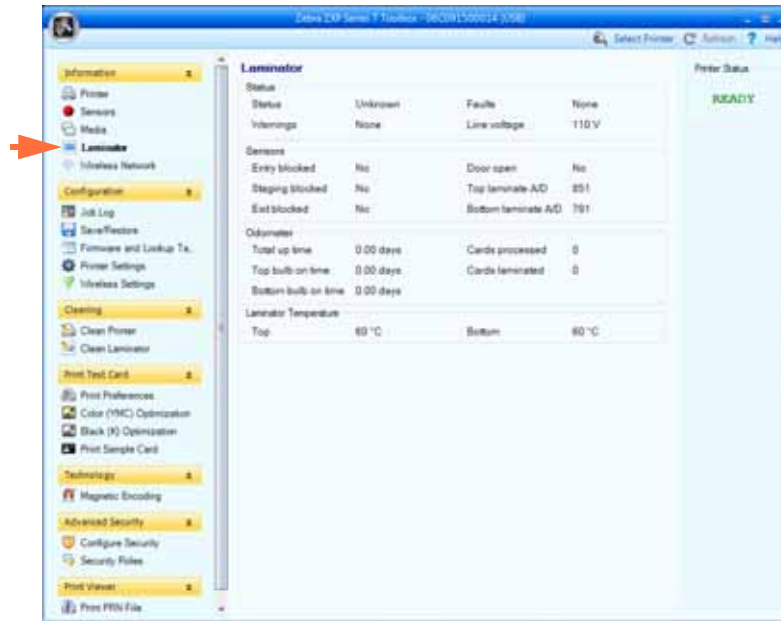 Zebra ZXP Series 7 Toolbox - 06C091500014 (USB)
Select Printer Refresh ? Help
Information
Printer
Sensors
Media
Laminator
Wireless Network
Configuration
Job Log
Save/Restore
Firmware and Lookup Ta..
Printer Settings
Wireless Settings
Cleaning
Clean Printer
Clean Laminator
Print Test Card
Print Preferences
Color (YMC) Optimization
Black (K) Optimization
Print Sample Card
Technology
Magnetic Encoding
Advanced Security
Configure Security
Security Roles
Print Viewer
Print PRN File
Laminator
Status
Status Unknown Faults None
Warnings None Line voltage 110 V
Sensors
Entry blocked No Door open No
Staging blocked No Top laminate A/D 851
Exit blocked No Bottom laminate A/D 781
Odometer
Total up time 0.00 days Cards processed 0
Top bulb on time 0.00 days Cards laminated 0
Bottom bulb on time 0.00 days
Laminator Temperature
Top 60 °C Bottom 60 °C
Printer Status
READY